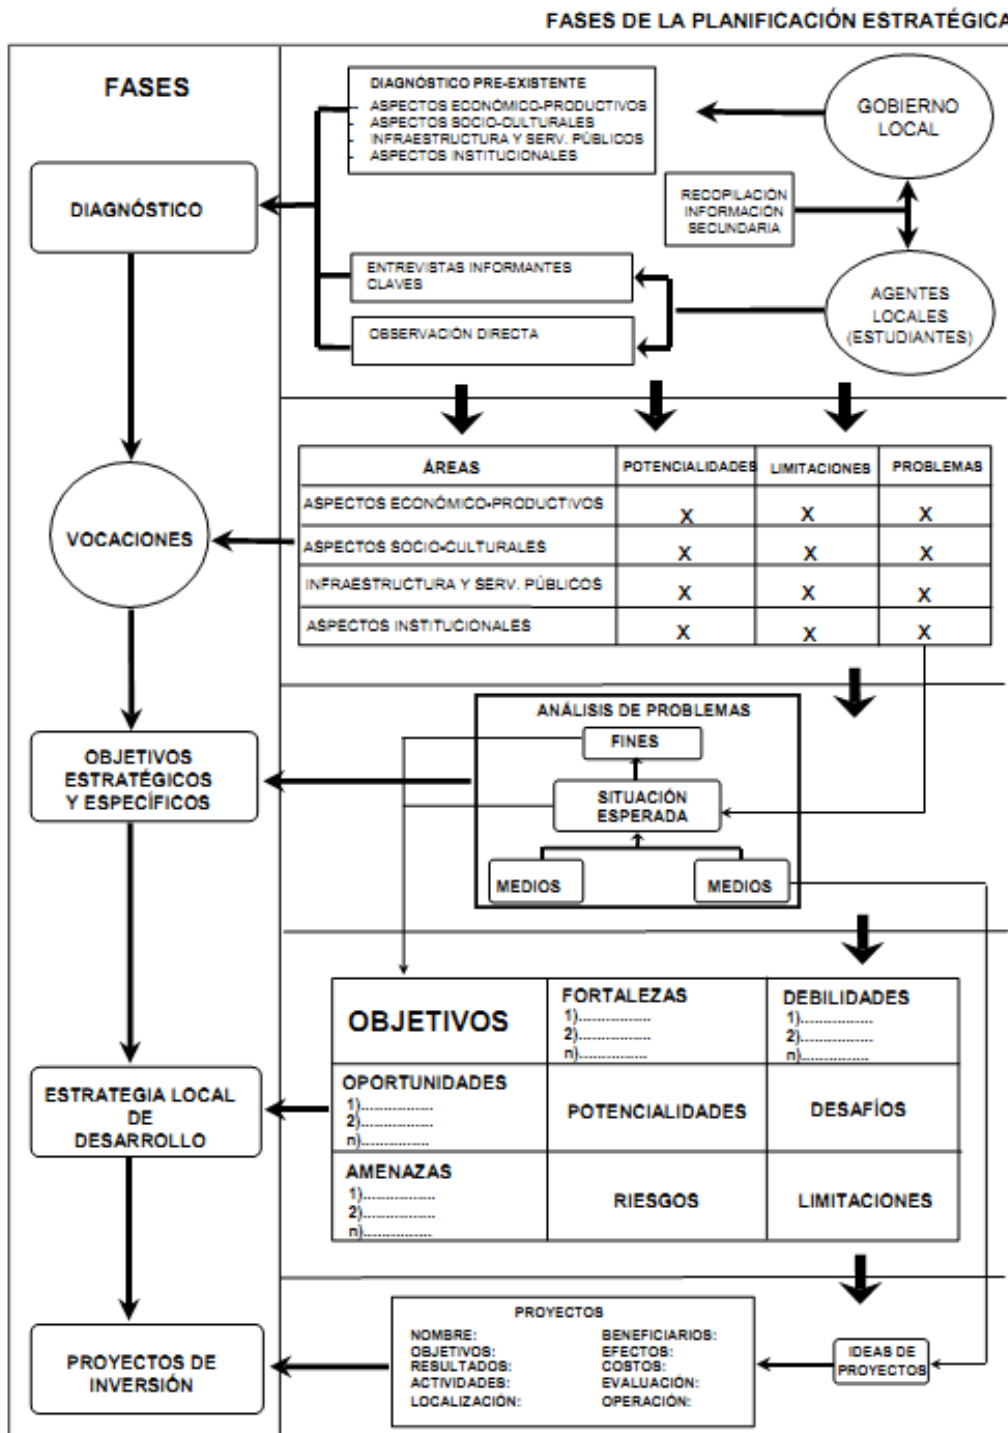 FASES DE LA PLANIFICACIÓN ESTRATÉGICA
FASES
DIAGNÓSTICO PRE-EXISTENTE
- ASPECTOS ECONÓMICO-PRODUCTIVOS
- ASPECTOS SOCIO-CULTURALES
- INFRAESTRUCTURA Y SERV. PÚBLICOS
- ASPECTOS INSTITUCIONALES
GOBIERNO
LOCAL
DIAGNÓSTICO
RECOPILACIÓN
INFORMACIÓN
SECUNDARIA
ENTREVISTAS INFORMANTES
CLAVES
OBSERVACIÓN DIRECTA
AGENTES
LOCALES
(ESTUDIANTES)
VOCACIONES
ÁREAS POTENCIALIDADES LIMITACIONES PROBLEMAS
ASPECTOS ECONÓMICO-PRODUCTIVOS X X X
ASPECTOS SOCIO-CULTURALES X X X
INFRAESTRUCTURA Y SERV. PÚBLICOS X X X
ASPECTOS INSTITUCIONALES X X X
OBJETIVOS
ESTRATÉGICOS
Y ESPECÍFICOS
ANÁLISIS DE PROBLEMAS
FINES
SITUACIÓN
ESPERADA
MEDIOS MEDIOS
ESTRATEGIA LOCAL
DE
DESARROLLO
OBJETIVOS
FORTALEZAS
1)...................
2)...................
n)..................
DEBILIDADES
1)...................
2)...................
n)..................
OPORTUNIDADES
1)...................
2)...................
n)..................
POTENCIALIDADES
DESAFÍOS
AMENAZAS
1)...................
2)...................
n)...................
RIESGOS
LIMITACIONES
PROYECTOS DE
INVERSIÓN
PROYECTOS
NOMBRE: BENEFICIARIOS:
OBJETIVOS: EFECTOS:
RESULTADOS: COSTOS:
ACTIVIDADES: EVALUACIÓN:
LOCALIZACIÓN: OPERACIÓN:
IDEAS DE
PROYECTOS